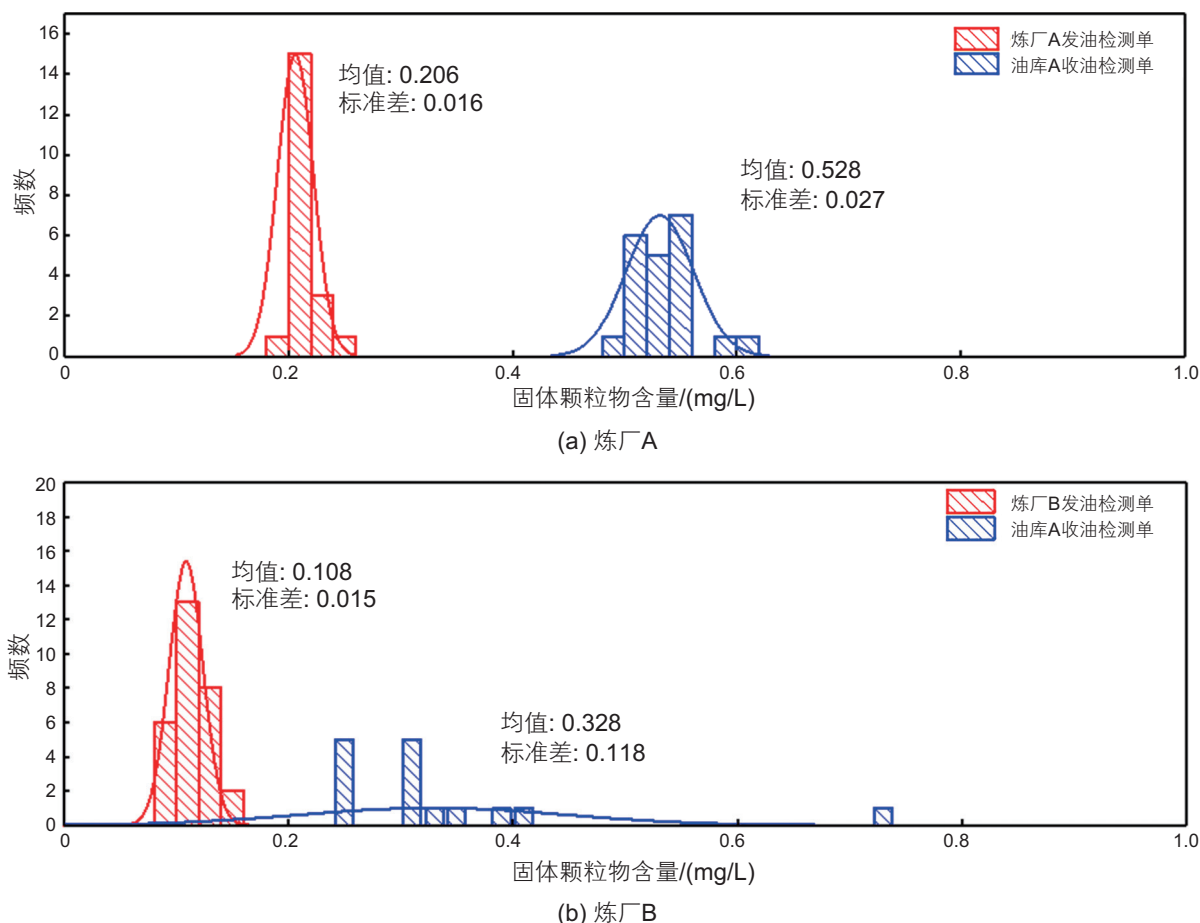 16
14
12
10
8
6
4
2
0
频数
炼厂A发油检测单
油库A收油检测单
均值: 0.206
标准差: 0.016
均值: 0.528
标准差: 0.027
0
0.2
0.4
0.6
0.8
1.0
固体颗粒物含量/(mg/L)
(a) 炼厂A
20
18
16
14
12
10
8
6
4
2
0
频数
炼厂B发油检测单
油库A收油检测单
均值: 0.108
标准差: 0.015
均值: 0.328
标准差: 0.118
0
0.2
0.4
0.6
0.8
1.0
固体颗粒物含量/(mg/L)
(b) 炼厂B